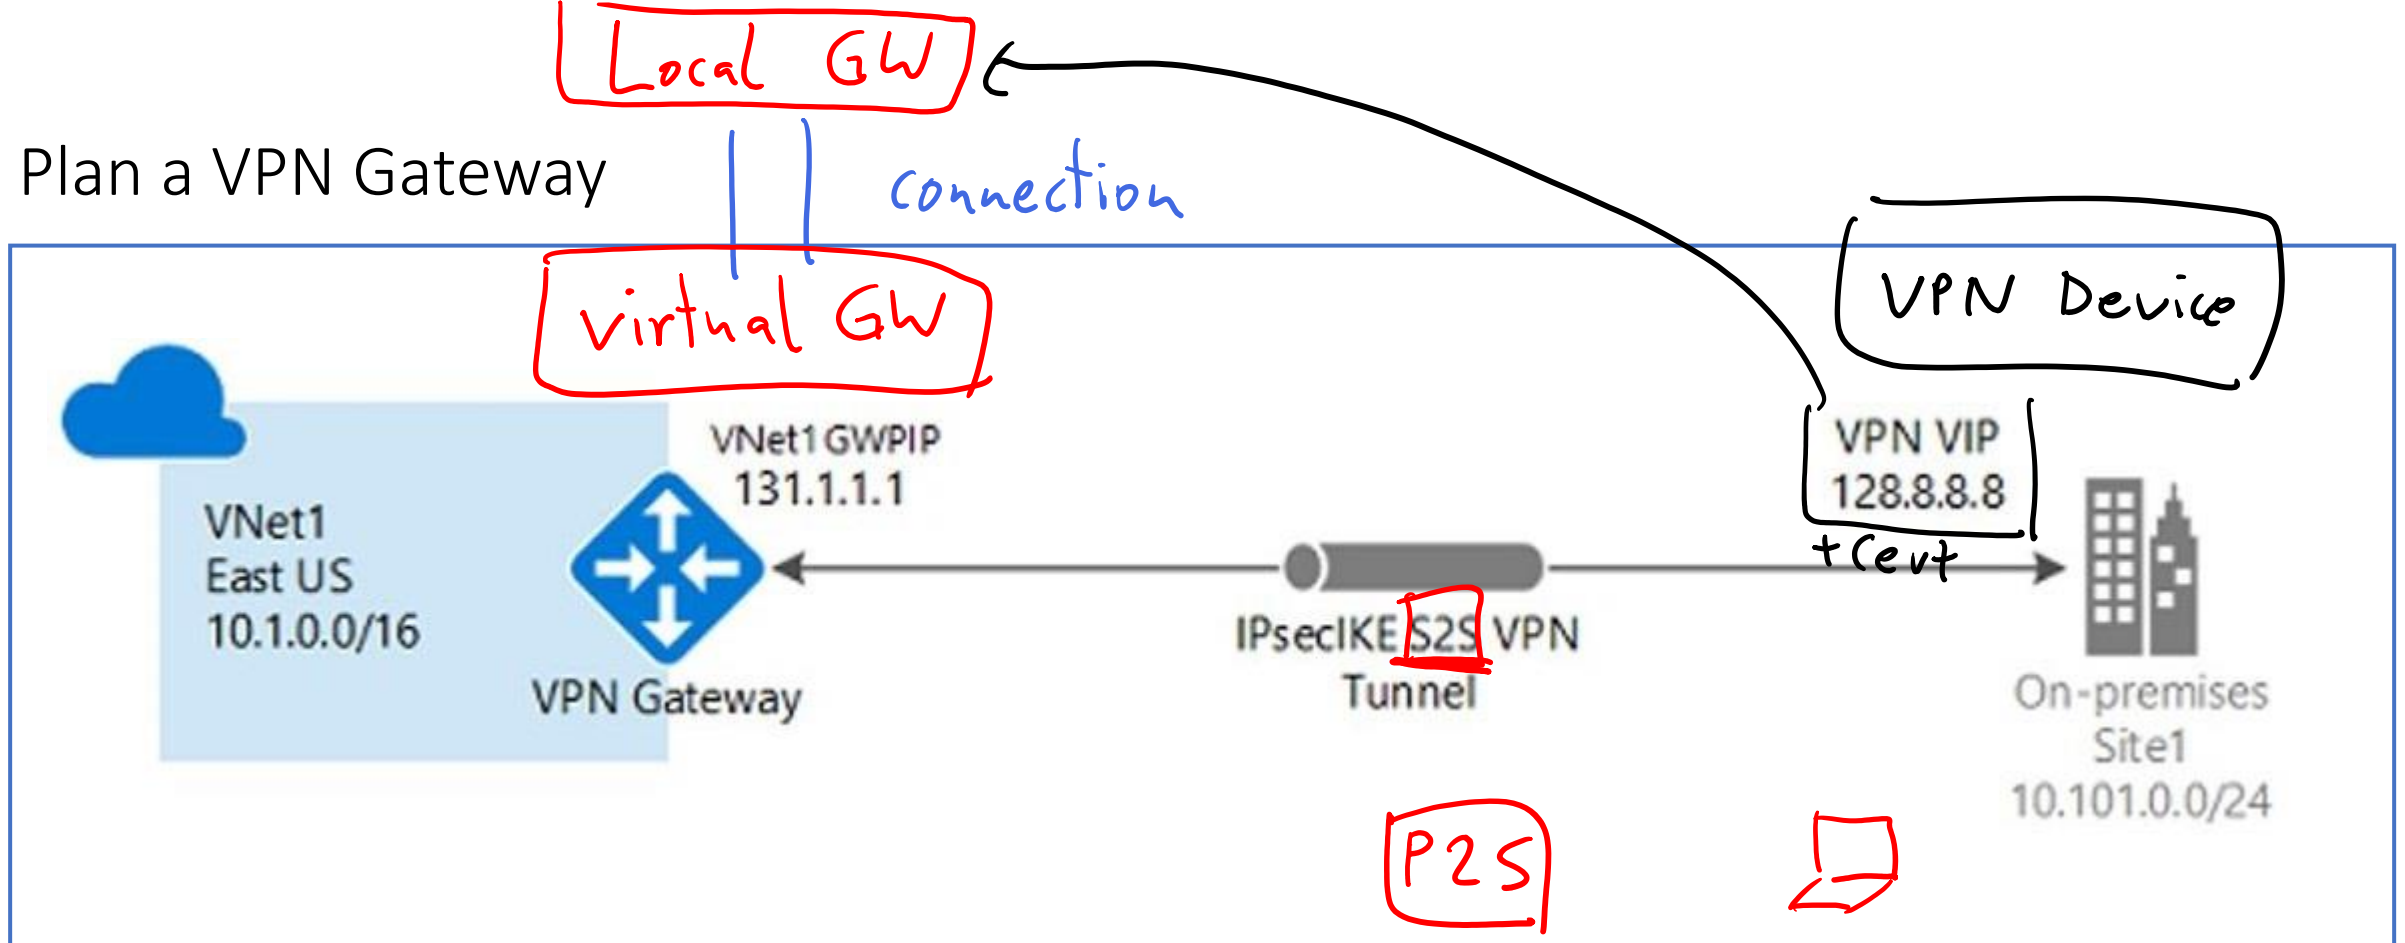 Local GW
Plan a VPN Gateway
connection
VPN Device
virtual GW
VNet1GWPIP
131.1.1.1
VPN VIP
128.8.8.8
+Cert
VNet1
East US
10.1.0.0/16
VPN Gateway
IPsecIKE S2S VPN
Tunnel
On-premises
Site1
10.101.0.0/24
P2S